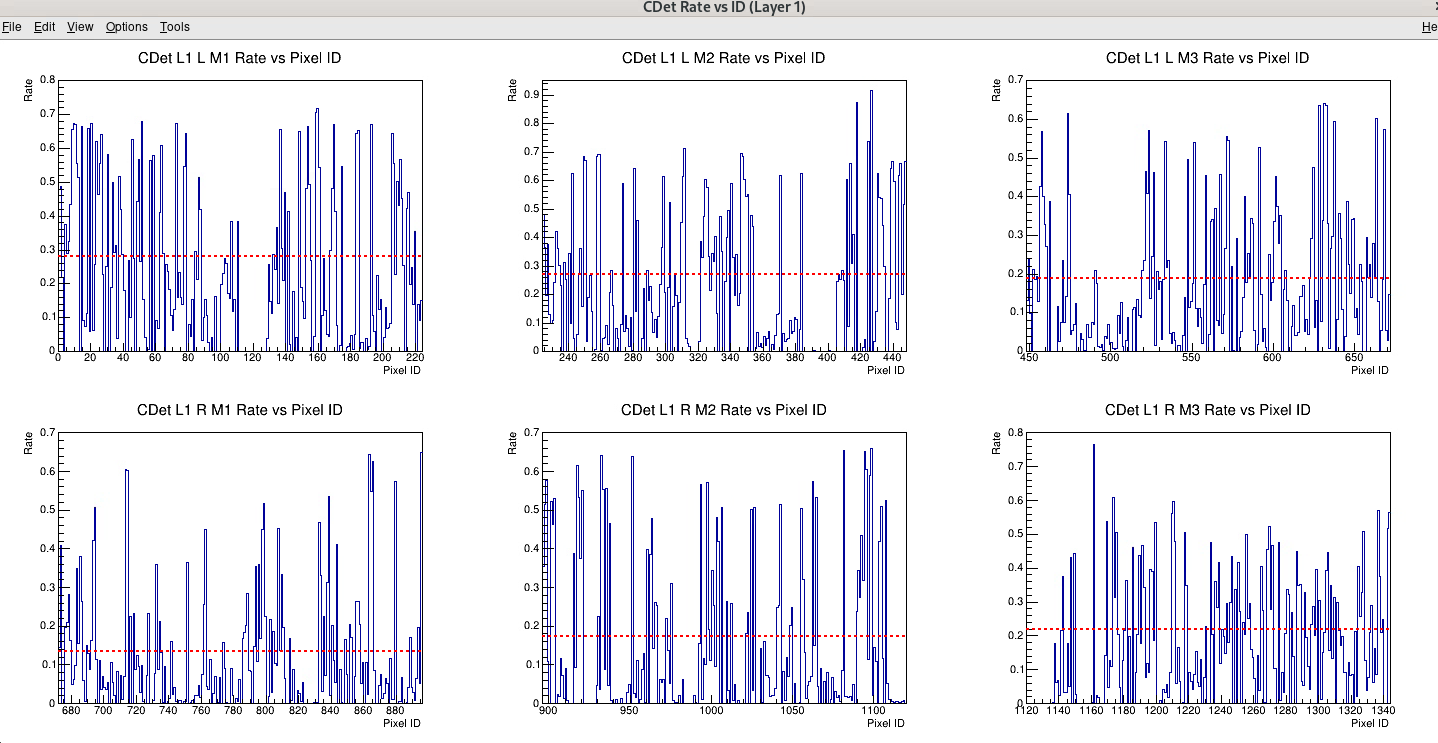 CDet Rate vs ID (Layer 1)
File Edit View Options Tools He
CDet L1 L M1 Rate vs Pixel ID
Rate
0.8
0.7
0.6
0.5
0.4
0.3
0.2
0.1
0
0 20 40 60 80 100 120 140 160 180 200 220
Pixel ID
CDet L1 L M2 Rate vs Pixel ID
Rate
0.9
0.8
0.7
0.6
0.5
0.4
0.3
0.2
0.1
0
240 260 280 300 320 340 360 380 400 420 440
Pixel ID
CDet L1 L M3 Rate vs Pixel ID
Rate
0.7
0.6
0.5
0.4
0.3
0.2
0.1
0
450 500 550 600 650
Pixel ID
CDet L1 R M1 Rate vs Pixel ID
Rate
0.7
0.6
0.5
0.4
0.3
0.2
0.1
0
680 700 720 740 760 780 800 820 840 860 880
Pixel ID
CDet L1 R M2 Rate vs Pixel ID
Rate
0.7
0.6
0.5
0.4
0.3
0.2
0.1
0
900 950 1000 1050 1100
Pixel ID
CDet L1 R M3 Rate vs Pixel ID
Rate
0.8
0.7
0.6
0.5
0.4
0.3
0.2
0.1
0
1120 1140 1160 1180 1200 1220 1240 1260 1280 1300 1320 1340
Pixel ID